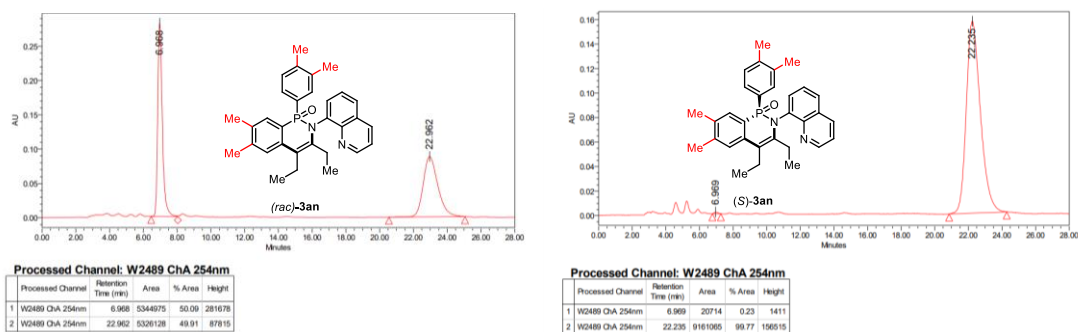 0.25
0.20
0.15
0.10
0.05
0.00
AU
6.968
22.962
Me
Me
Me
Me
P
O
N
N
Me
Me
(rac)-3an
0.00 2.00 4.00 6.00 8.00 10.00 12.00 14.00 16.00 18.00 20.00 22.00 24.00 26.00 28.00
Minutes
Processed Channel: W2489 ChA 254nm
Processed Channel Retention Time (min) Area % Area Height
1 W2489 ChA 254nm 6.968 5344975 50.09 281678
2 W2489 ChA 254nm 22.962 5326128 49.91 87815
0.16
0.14
0.12
0.10
0.08
0.06
0.04
0.02
0.00
AU
6.969
22.235
Me
Me
Me
Me
P
O
N
N
Me
Me
(S)-3an
0.00 2.00 4.00 6.00 8.00 10.00 12.00 14.00 16.00 18.00 20.00 22.00 24.00 26.00 28.00
Minutes
Processed Channel: W2489 ChA 254nm
Processed Channel Retention Time (min) Area % Area Height
1 W2489 ChA 254nm 6.969 20714 0.23 1411
2 W2489 ChA 254nm 22.235 9161065 99.77 156515